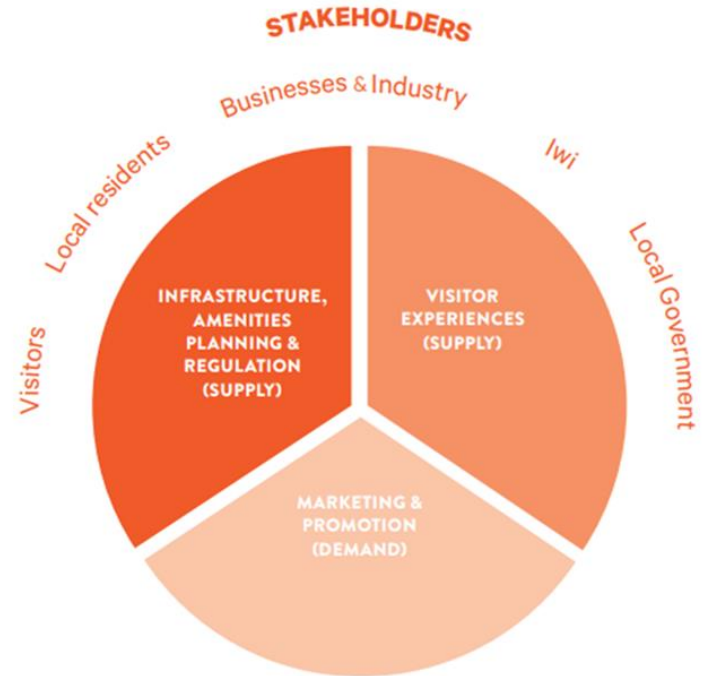 STAKEHOLDERS
Businesses & Industry
Local residents
Iwi
Visitors
Local Government
INFRASTRUCTURE,
AMENITIES
PLANNING &
REGULATION
(SUPPLY)
VISITOR
EXPERIENCES
(SUPPLY)
MARKETING &
PROMOTION
(DEMAND)